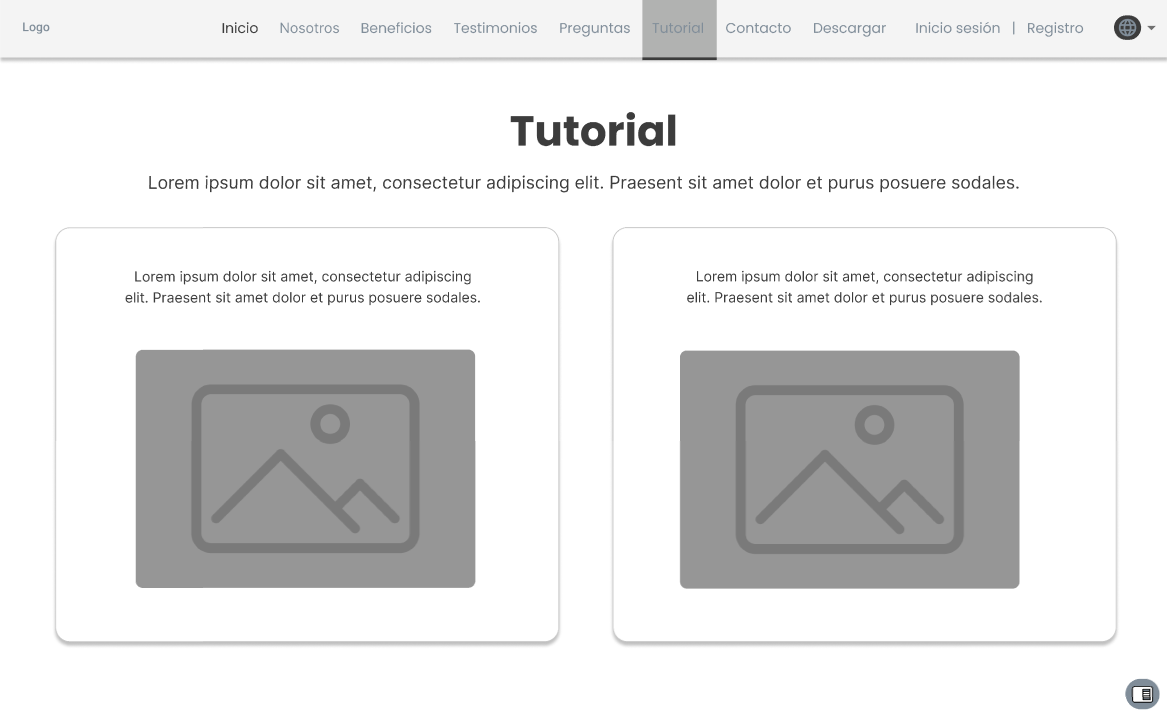 Logo
Inicio
Nosotros
Beneficios
Testimonios
Preguntas
Tutorial
Contacto
Descargar
Inicio sesión | Registro
Tutorial
Lorem ipsum dolor sit amet, consectetur adipiscing elit. Praesent sit amet dolor et purus posuere sodales.
Lorem ipsum dolor sit amet, consectetur adipiscing
elit. Praesent sit amet dolor et purus posuere sodales.
Lorem ipsum dolor sit amet, consectetur adipiscing
elit. Praesent sit amet dolor et purus posuere sodales.